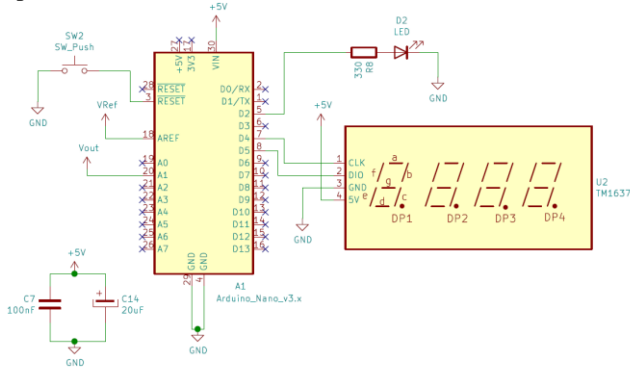 +5V
SW2
SW_Push
GND
VRef
Vout
27
+5V
17
3V3
30
VIN
28 RESET
3 RESET
18 AREF
19 A0
20 A1
21 A2
22 A3
23 A4
24 A5
25 A6
26 A7
D0/RX 2
D1/TX 1
D2 5
D3 6
D4 7
D5 8
D6 9
D7 10
D8 11
D9 12
D10 13
D11 14
D12 15
D13 16
GND
29
GND
4
A1
Arduino_Nano_v3.x
GND
D2
LED
330
R8
GND
+5V
1 CLK
2 DIO
3 GND
4 5V
a
f b
g
e c
d
DP1 DP2 DP3 DP4
U2
TM1637
GND
+5V
C7
100nF
+
C14
20uF
GND